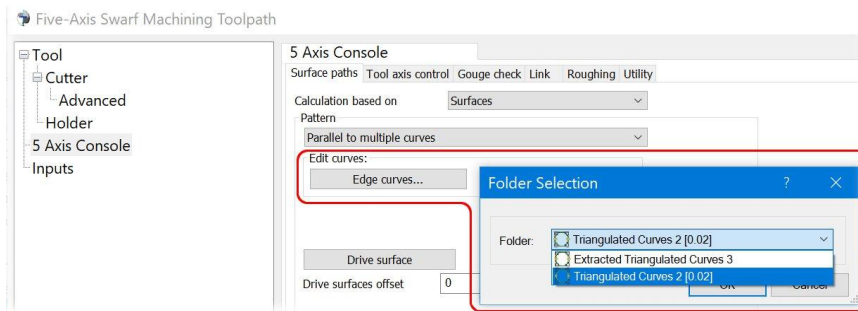 Five-Axis Swarf Machining Toolpath
Tool
Cutter
Advanced
Holder
5 Axis Console
Inputs
5 Axis Console
Surface paths Tool axis control Gouge check Link Roughing Utility
Calculation based on Surfaces
Pattern
Parallel to multiple curves
Edit curves:
Edge curves...
Drive surface
Drive surfaces offset 0
Folder Selection ?
Folder: Triangulated Curves 2 [0.02]
Extracted Triangulated Curves 3
Triangulated Curves 2 [0.02]
OK Cancel